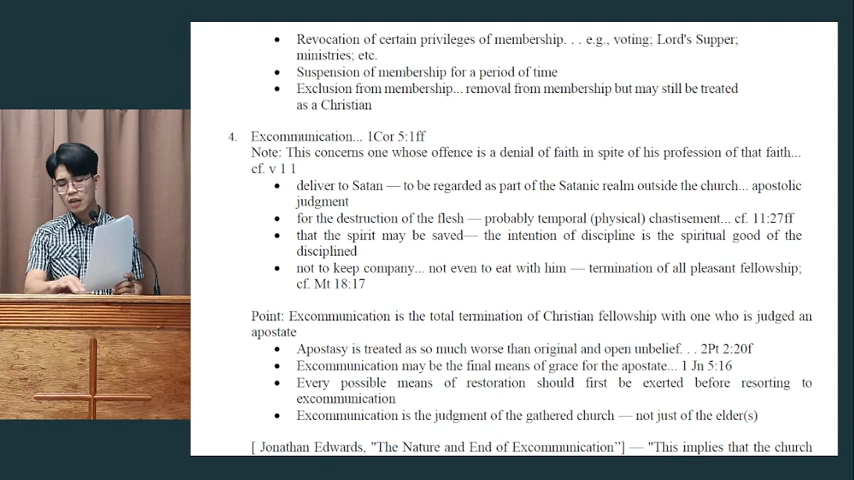 • Revocation of certain privileges of membership. . . e.g., voting; Lord's Supper;
ministries; etc.
• Suspension of membership for a period of time
• Exclusion from membership... removal from membership but may still be treated
as a Christian
4. Excommunication... 1Cor 5:1ff
Note: This concerns one whose offence is a denial of faith in spite of his profession of that faith...
cf. v 1 1
• deliver to Satan — to be regarded as part of the Satanic realm outside the church... apostolic
judgment
• for the destruction of the flesh — probably temporal (physical) chastisement... cf. 11:27ff
• that the spirit may be saved— the intention of discipline is the spiritual good of the
disciplined
• not to keep company... not even to eat with him — termination of all pleasant fellowship;
cf. Mt 18:17
Point: Excommunication is the total termination of Christian fellowship with one who is judged an
apostate
• Apostasy is treated as so much worse than original and open unbelief. . . 2Pt 2:20f
• Excommunication may be the final means of grace for the apostate... 1 Jn 5:16
• Every possible means of restoration should first be exerted before resorting to
excommunication
• Excommunication is the judgment of the gathered church — not just of the elder(s)
[ Jonathan Edwards, "The Nature and End of Excommunication”] — "This implies that the church